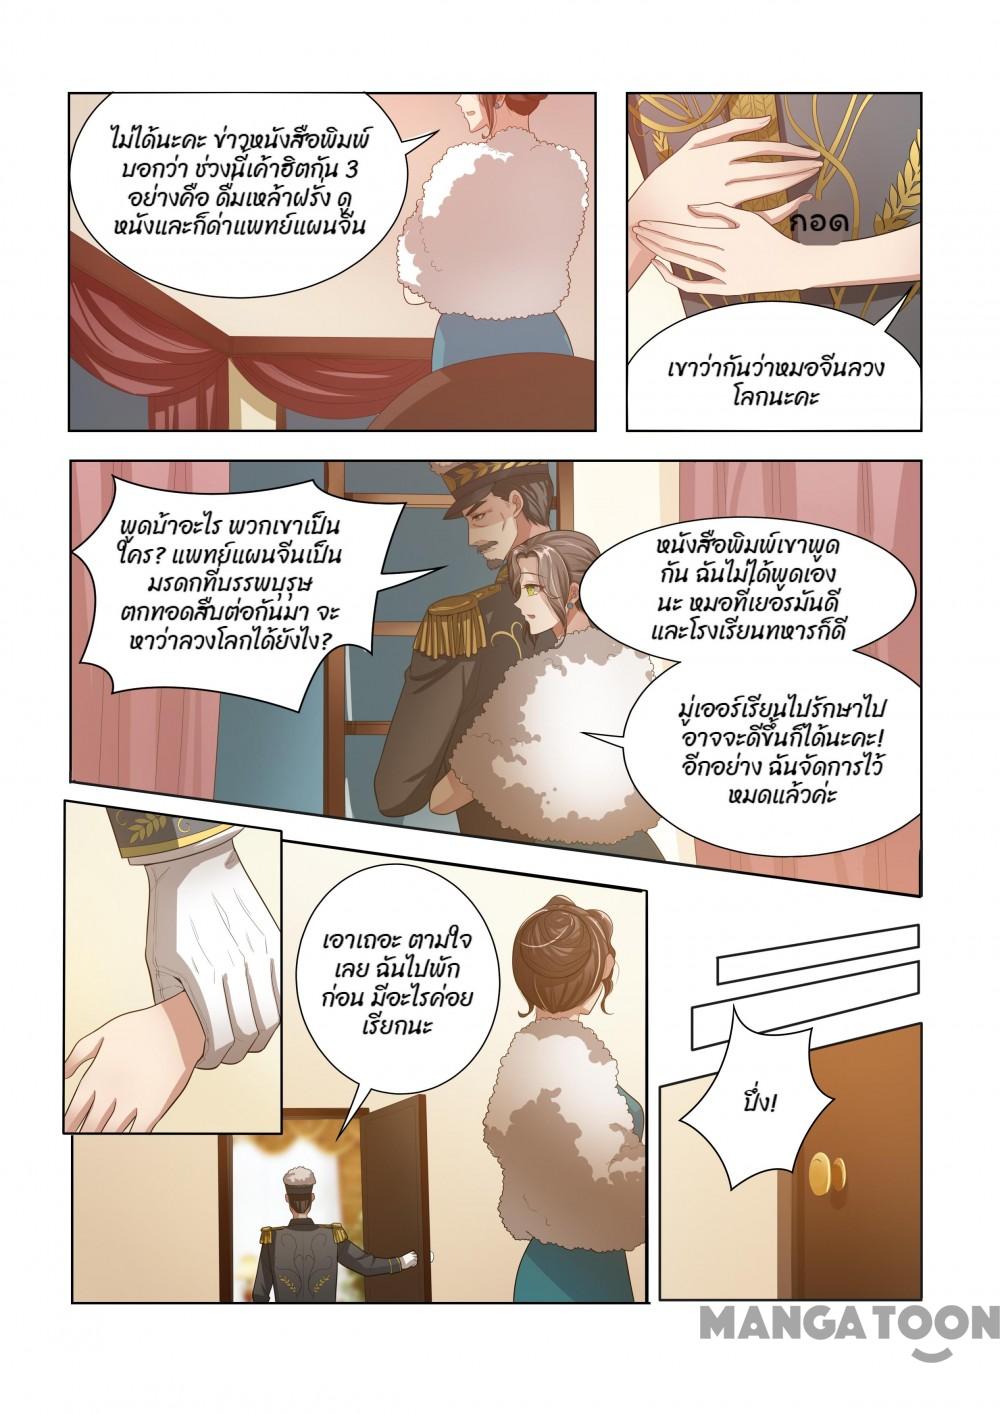 ไม่ได้นะคะ ข่าวหนังสือพิมพ์
บอกว่า ช่วงนี้เค้าฮิตกัน 3
อย่างคือ ดื่มเหล้าฝรั่ง ดู
หนังและก็ด่าแพทย์แผนจีน
กอด
เขาว่ากันว่าหมอจีนลวง
โลกนะคะ
พูดบ้าอะไร พวกเขาเป็น
ใคร? แพทย์แผนจีนเป็น
มรดกที่บรรพบุรุษ
ตกทอดสืบต่อกันมา จะ
หาว่าลวงโลกได้ยังไง?
หนังสือพิมพ์เขาพูด
กัน ฉันไม่ได้พูดเอง
นะ หมอที่เยอรมันดี
และโรงเรียนทหารก็ดี
มู่เออร์เรียนไปรักษาไป
อาจจะดีขึ้นก็ได้นะคะ!
อีกอย่าง ฉันจัดการไว้
หมดแล้วค่ะ
เอาเถอะ ตามใจ
เลย ฉันไปพัก
ก่อน มีอะไรค่อย
เรียกนะ
ปึ่ง!
MANGATOON